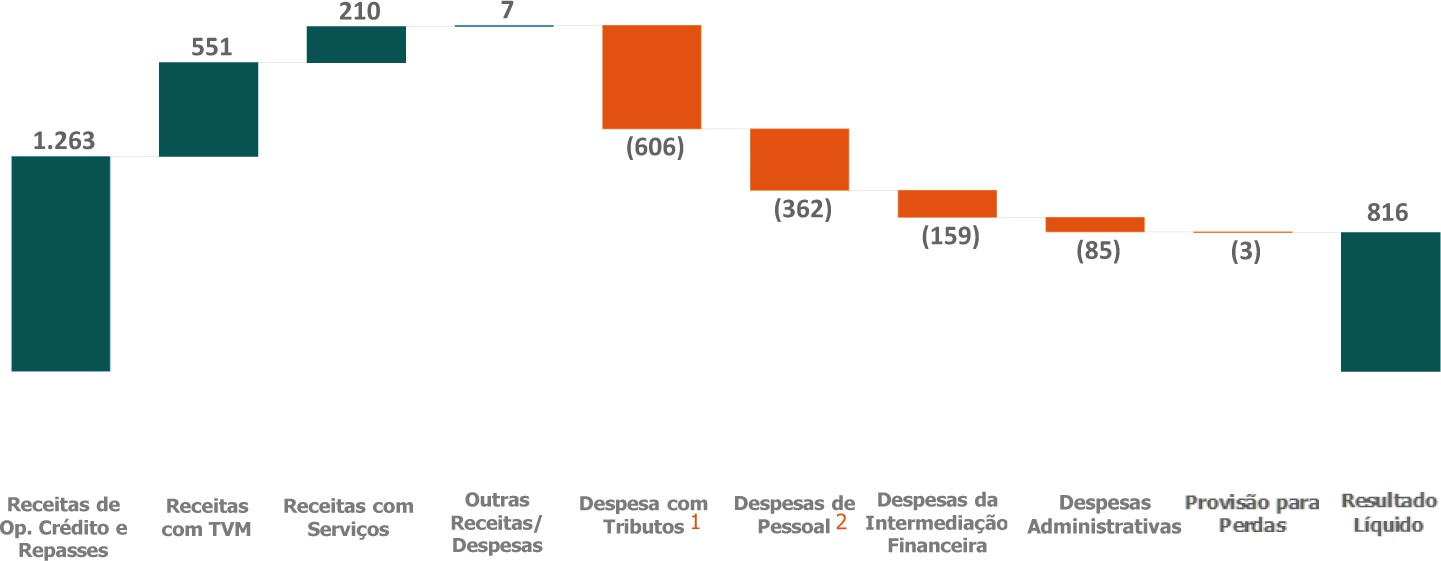 1.263
551
210
7
(606)
(362)
(159)
(85)
(3)
816
Receitas de
Op. Crédito e
Repasses
Receitas
com TVM
Receitas com
Serviços
Outras
Receitas/
Despesas
Despesa com
Tributos 1
Despesas de
Pessoal 2
Despesas da
Intermediação
Financeira
Despesas
Administrativas
Provisão para
Perdas
Resultado
Líquido